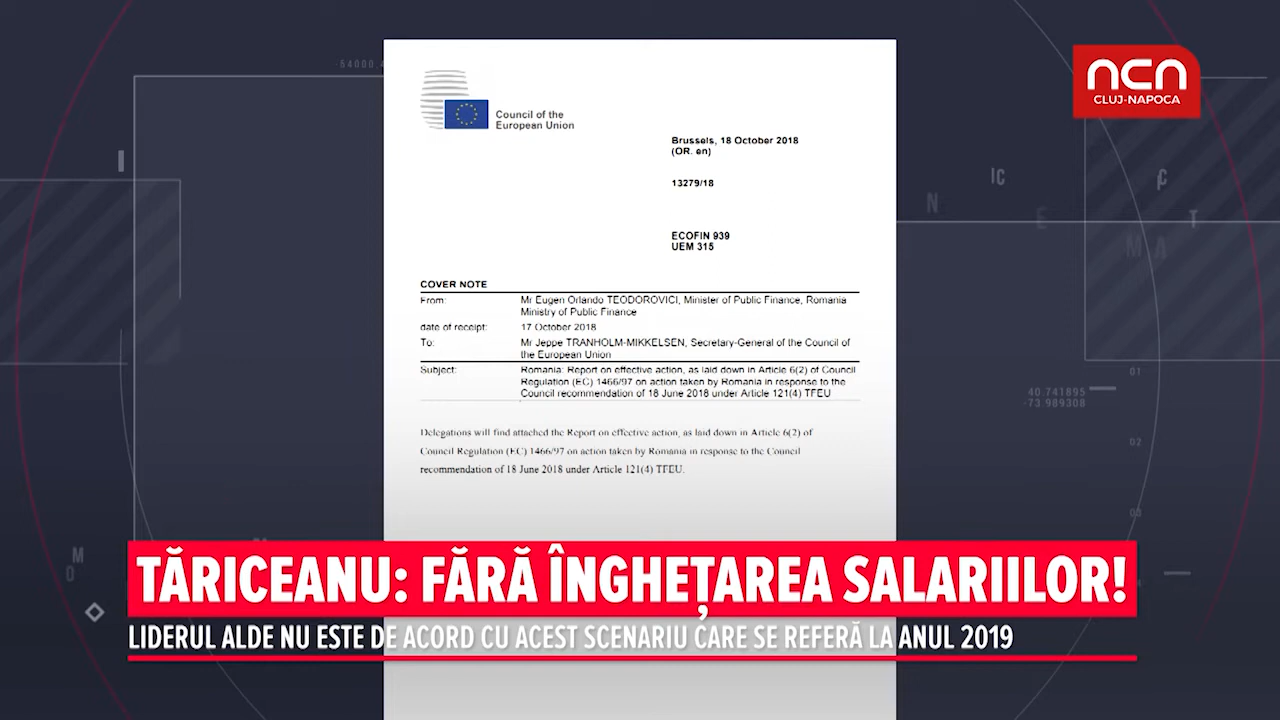 -54000.
ncn
CLUJ-NAPOCA
Council of the
European Union
Brussels, 18 October 2018
(OR. en)
13279/18
ECOFIN 939
UEM 315
COVER NOTE
From: Mr Eugen Orlando TEODOROVICI, Minister of Public Finance, Romania
Ministry of Public Finance
date of receipt: 17 October 2018
To: Mr Jeppe TRANHOLM-MIKKELSEN, Secretary-General of the Council of
the European Union
Subject: Romania: Report on effective action, as laid down in Article 6(2) of Council
Regulation (EC) 1466/97 on action taken by Romania in response to the
Council recommendation of 18 June 2018 under Article 121(4) TFEU
Delegations will find attached the Report on effective action, as laid down in Article 6(2) of
Council Regulation (EC) 1466/97 on action taken by Romania in response to the Council
recommendation of 18 June 2018 under Article 121(4) TFEU.
01
40.741895
-73.989308
02
03
TĂRICEANU: FĂRĂ ÎNGHEȚAREA SALARIILOR!
LIDERUL ALDE NU ESTE DE ACORD CU ACEST SCENARIU CARE SE REFERĂ LA ANUL 2019